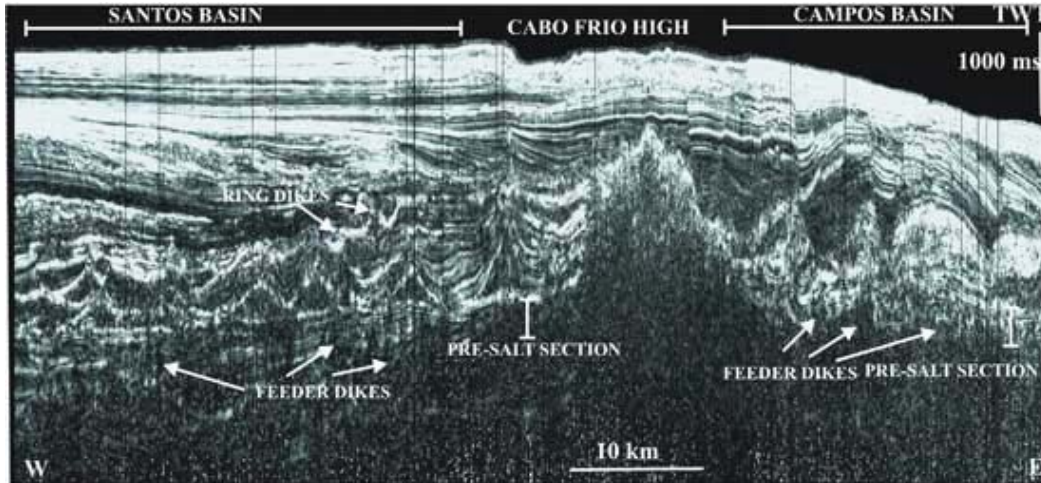 SANTOS BASIN
CABO FRIO HIGH
CAMPOS BASIN
TWT
1000 ms
RING DIKES
PRE-SALT SECTION
FEEDER DIKES
FEEDER DIKES
PRE-SALT SECTION
10 km
W
E